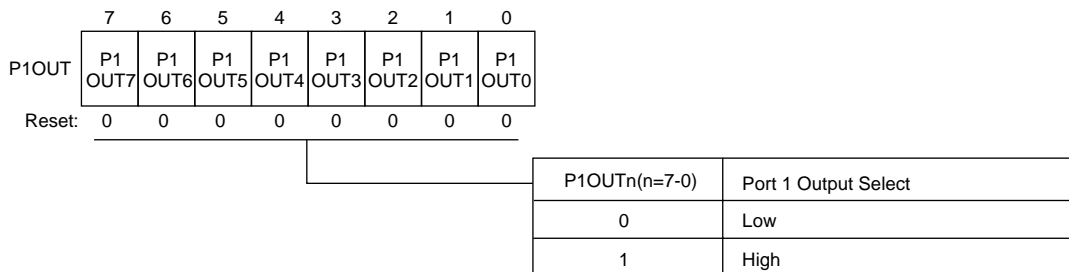 7 6 5 4 3 2 1 0
P1OUT P1 OUT7 P1 OUT6 P1 OUT5 P1 OUT4 P1 OUT3 P1 OUT2 P1 OUT1 P1 OUT0
Reset: 0 0 0 0 0 0 0 0
P1OUTn(n=7-0) Port 1 Output Select
0 Low
1 High